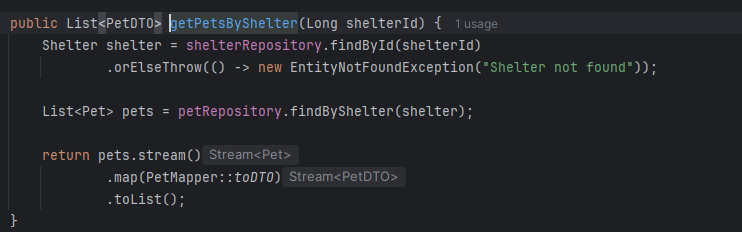 public List<PetDTO> getPetsByShelter(Long shelterId) { 1 usage
    Shelter shelter = shelterRepository.findById(shelterId)
            .orElseThrow(() -> new EntityNotFoundException("Shelter not found"));

    List<Pet> pets = petRepository.findByShelter(shelter);

    return pets.stream() Stream<Pet>
            .map(PetMapper::toDTO) Stream<PetDTO>
            .toList();
}